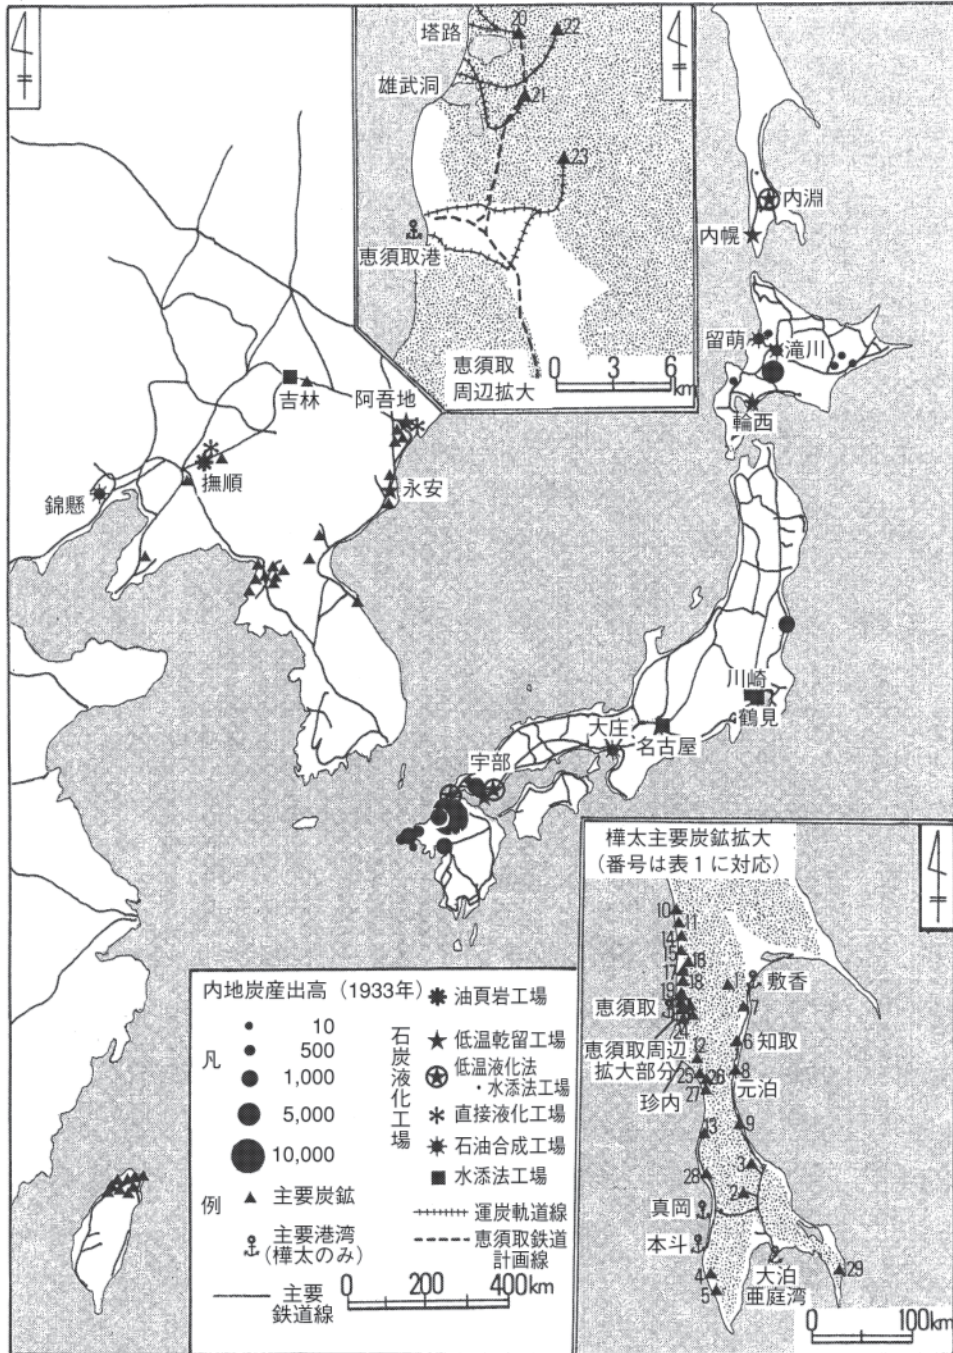 塔路
20
22
雄武洞
21
23
恵須取港
恵須取
周辺拡大
0 3 6
km
内淵
内幌
留萌
滝川
輪西
吉林
阿吾地
撫順
錦懸
永安
川崎
鶴見
名古屋
大庄
宇部
樺太主要炭鉱拡大
(番号は表1に対応)
10
11
14
15
16
17
18
19
1
敷香
7
恵須取
6 知取
恵須取周辺
拡大部分
12
8
元泊
25
26
27
珍内
9
13
3
28
2
真岡
本斗
4
5
大泊
亜庭湾
29
0 100km
内地炭産出高(1933年)
凡
例
10
500
1,000
5,000
10,000
主要炭鉱
主要港湾
(樺太のみ)
主要
鉄道線
石炭液化工場
油頁岩工場
低温乾留工場
低温液化法
・水添法工場
直接液化工場
石油合成工場
水添法工場
運炭軌道線
恵須取鉄道
計画線
0 200 400
km